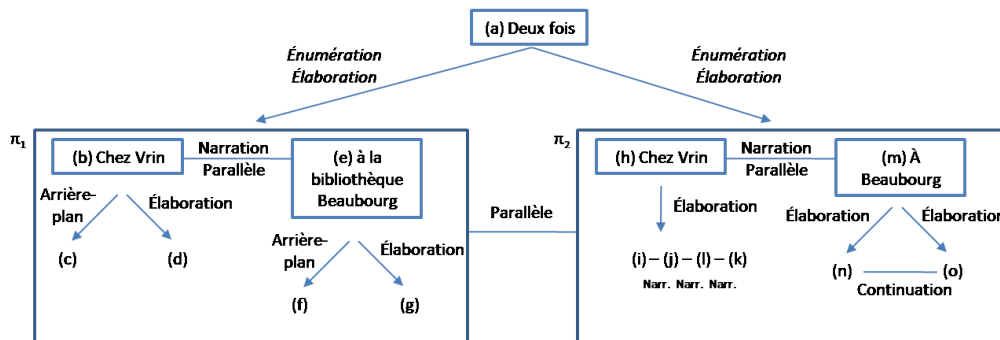 (a) Deux fois
Énumération
Élaboration
Énumération
Élaboration
π1
(b) Chez Vrin
Narration
Parallèle
(e) à la
bibliothèque
Beaubourg
Arrière-
plan
Élaboration
(c)
(d)
Arrière-
plan
Élaboration
(f)
(g)
Parallèle
π2
(h) Chez Vrin
Narration
Parallèle
(m) À
Beaubourg
Élaboration
(i) – (j) – (l) – (k)
Narr. Narr. Narr.
Élaboration
Élaboration
(n)
(o)
Continuation